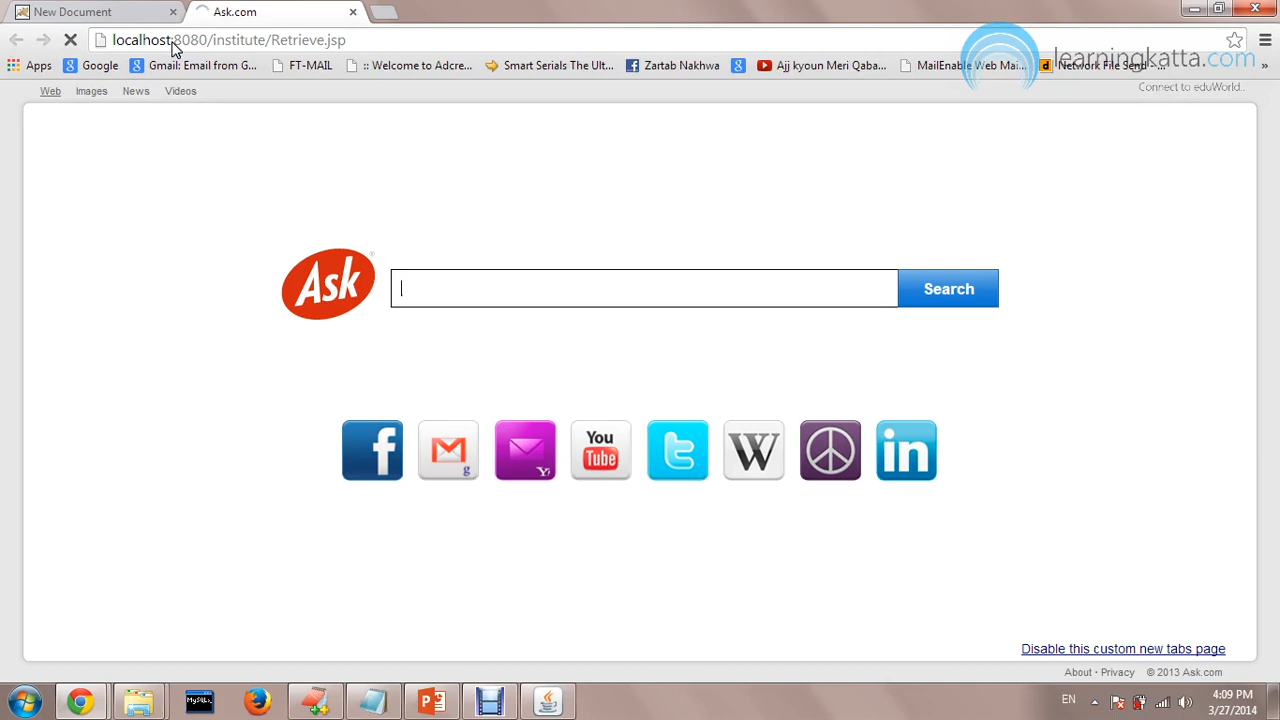 New Document
Ask.com
localhost:8080/institute/Retrieve.jsp
Apps
Google
Gmail: Email from G...
FT-MAIL
:: Welcome to Adcre...
Smart Serials The Ult...
Zartab Nakhwa
Ajj kyoun Meri Qaba...
MailEnable Web Mai...
Network File Send -...
»
learningkatta.com
Connect to eduWorld..
Web
Images
News
Videos
Ask
Search
You
Tube
W
in
Disable this custom new tabs page
About · Privacy © 2013 Ask.com
MySQL
EN
4:09 PM
3/27/2014